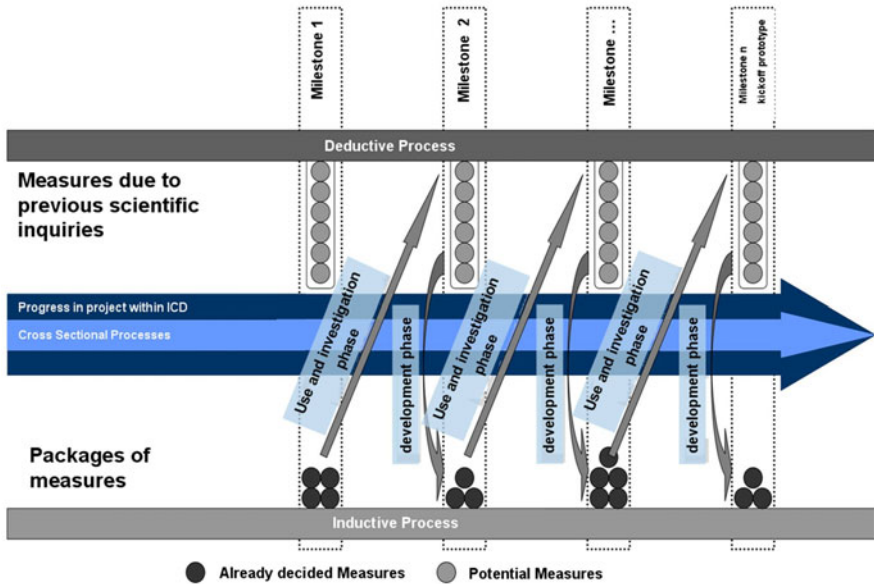 Milestone 1
Milestone 2
Milestone ...
Milestone n
kickoff prototype
Deductive Process
Measures due to
previous scientific
inquiries
Progress in project within ICD
Cross Sectional Processes
Use and investigation
phase
development phase
Use and investigation
phase
development phase
Use and investigation
phase
development phase
Packages of
measures
Inductive Process
Already decided Measures
Potential Measures